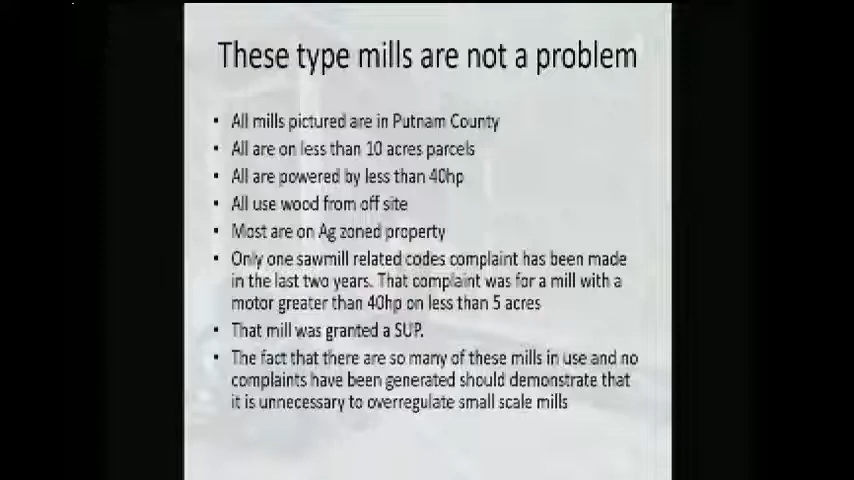 These type mills are not a problem
• All mills pictured are in Putnam County
• All are on less than 10 acres parcels
• All are powered by less than 40hp
• All use wood from off site
• Most are on Ag zoned property
• Only one sawmill related codes complaint has been made
in the last two years. That complaint was for a mill with a
motor greater than 40hp on less than 5 acres
• That mill was granted a SUP.
• The fact that there are so many of these mills in use and no
complaints have been generated should demonstrate that
it is unnecessary to overregulate small scale mills